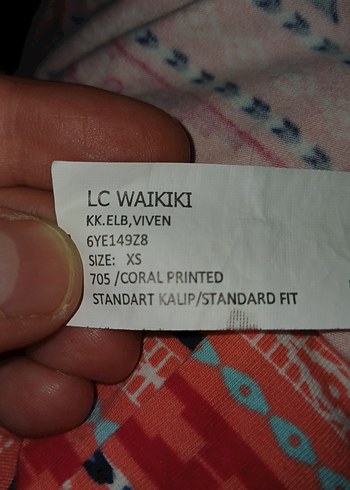 LC WAIKIKI
KK.ELB,VIVEN
6YE149Z8
SIZE: XS
705 /CORAL PRINTED
STANDART KALIP/STANDARD FIT